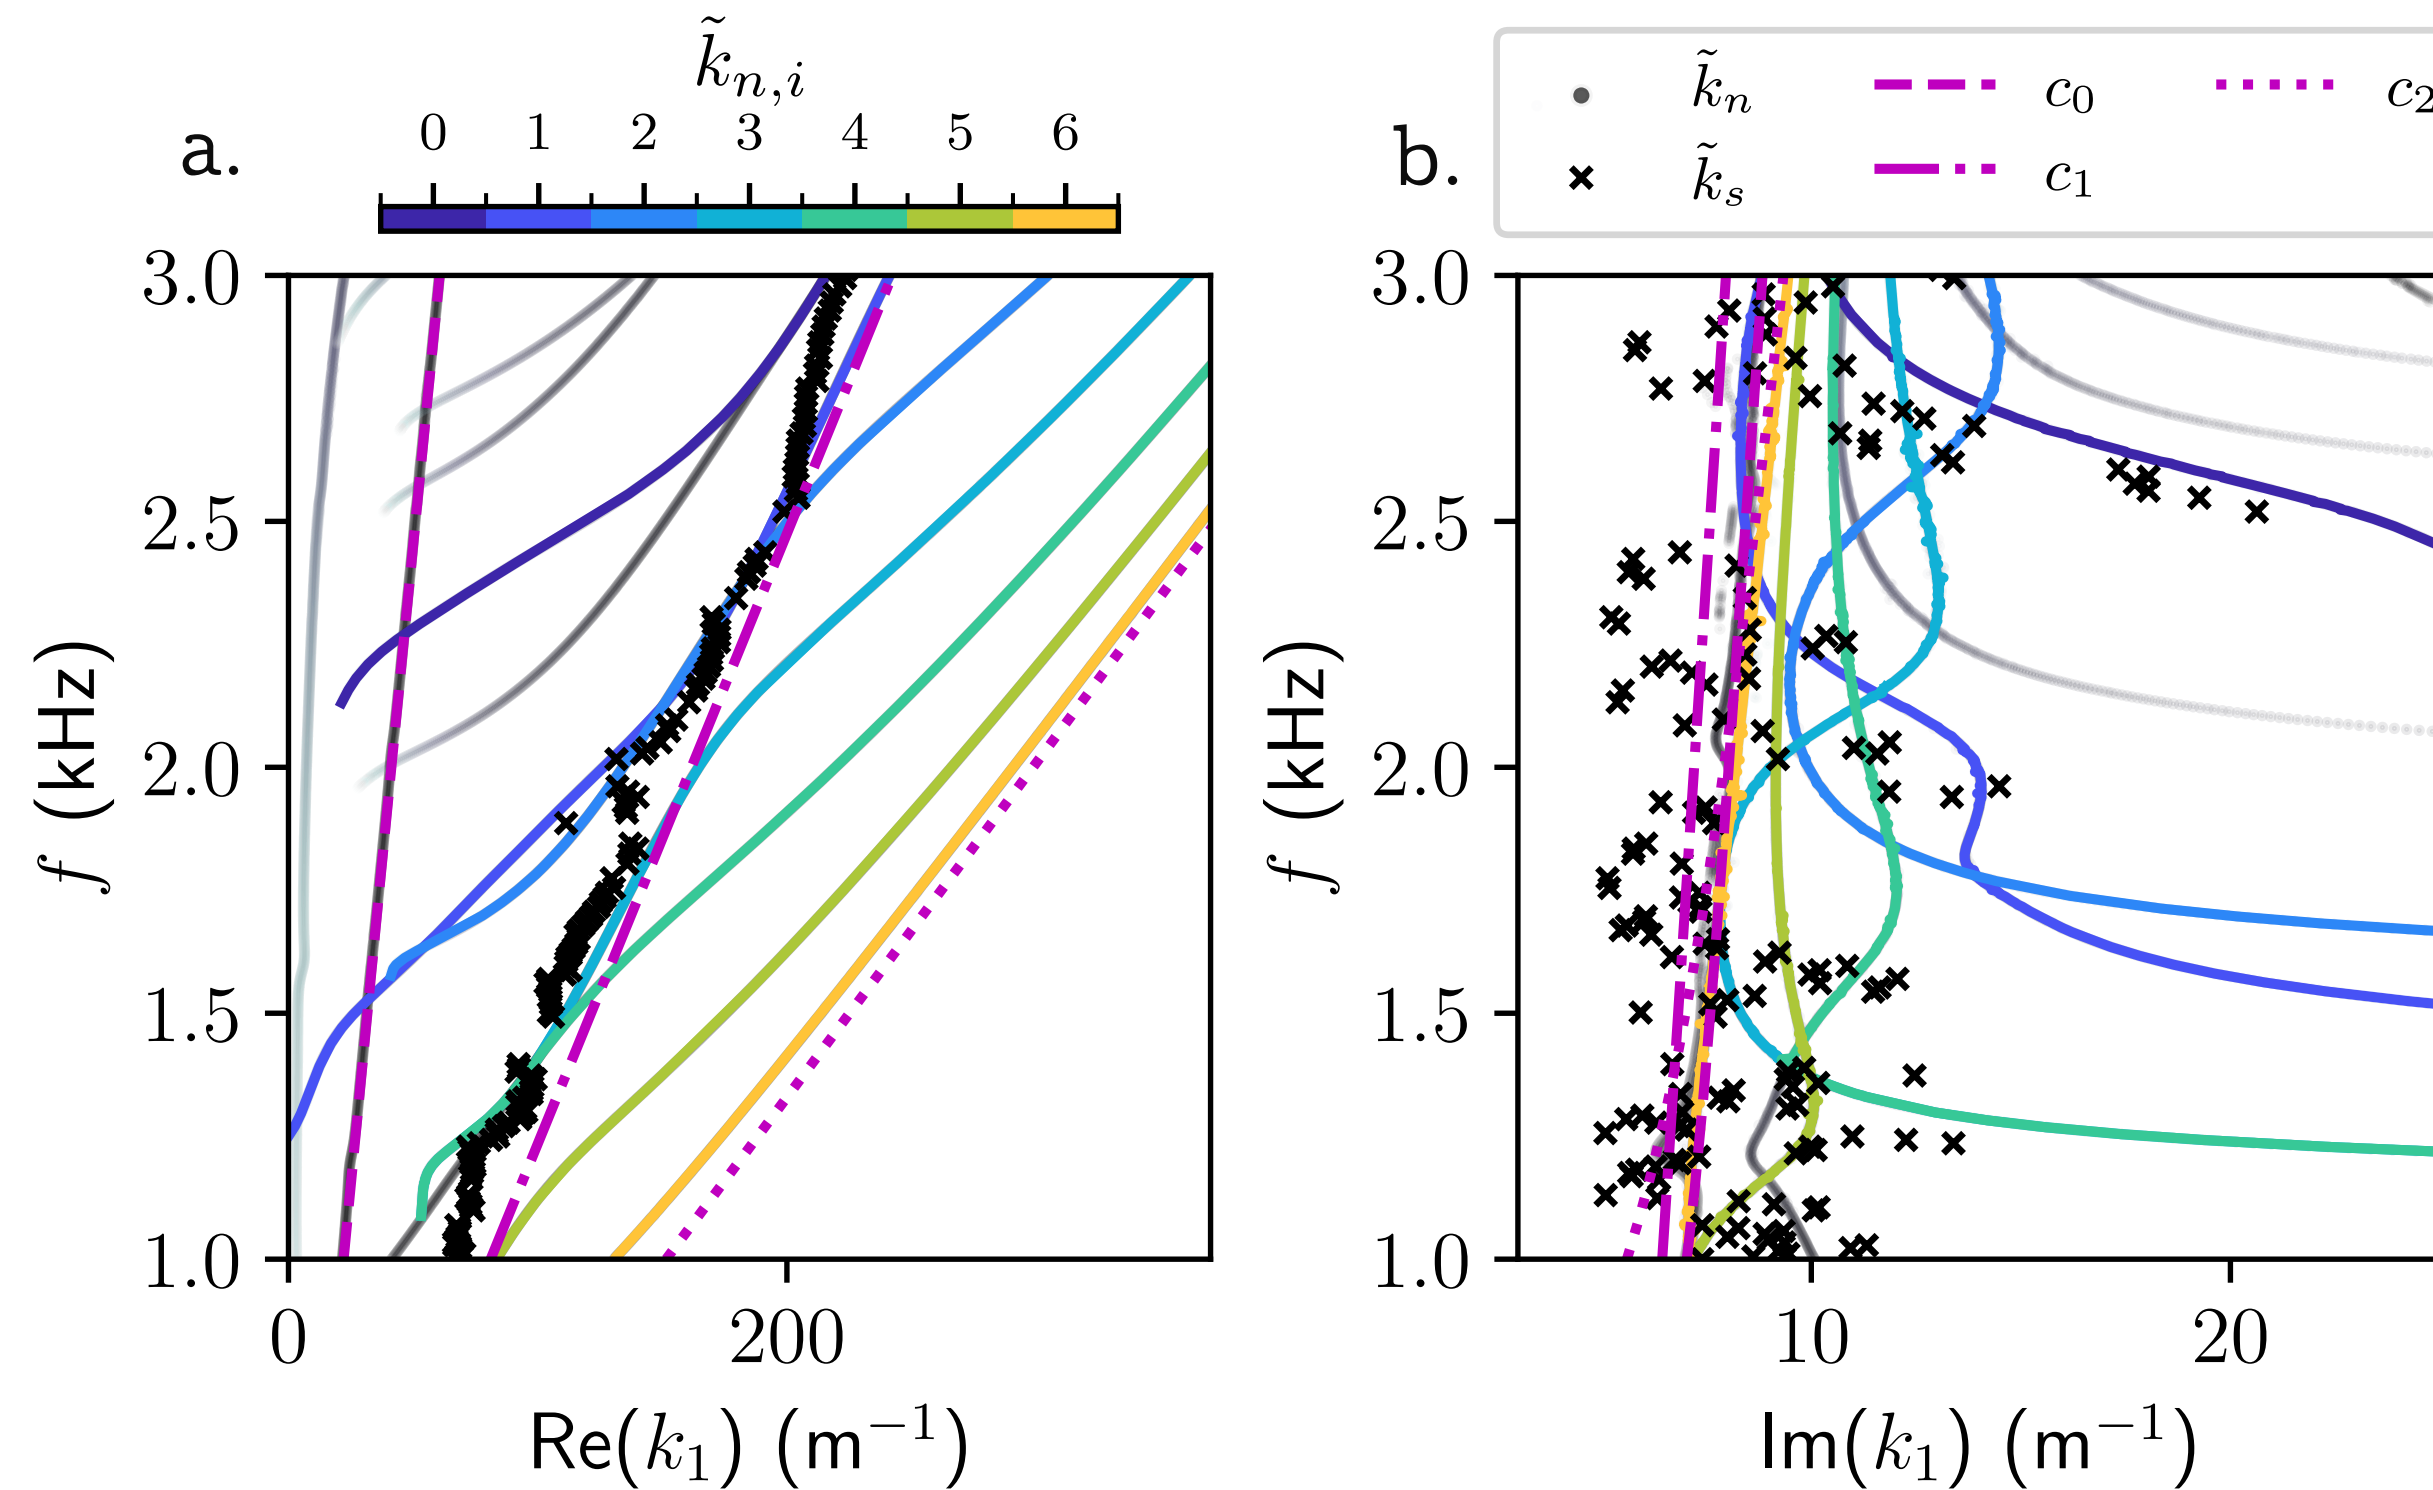 k̃ₙ,ᵢ
a. 0 1 2 3 4 5 6
3.0
2.5
2.0
1.5
1.0
f (kHz)
0 200
Re(k₁) (m⁻¹)
b. k̃ₙ c₀ c₂
k̃ₛ c₁
3.0
2.5
2.0
1.5
1.0
f (kHz)
10 20
Im(k₁) (m⁻¹)